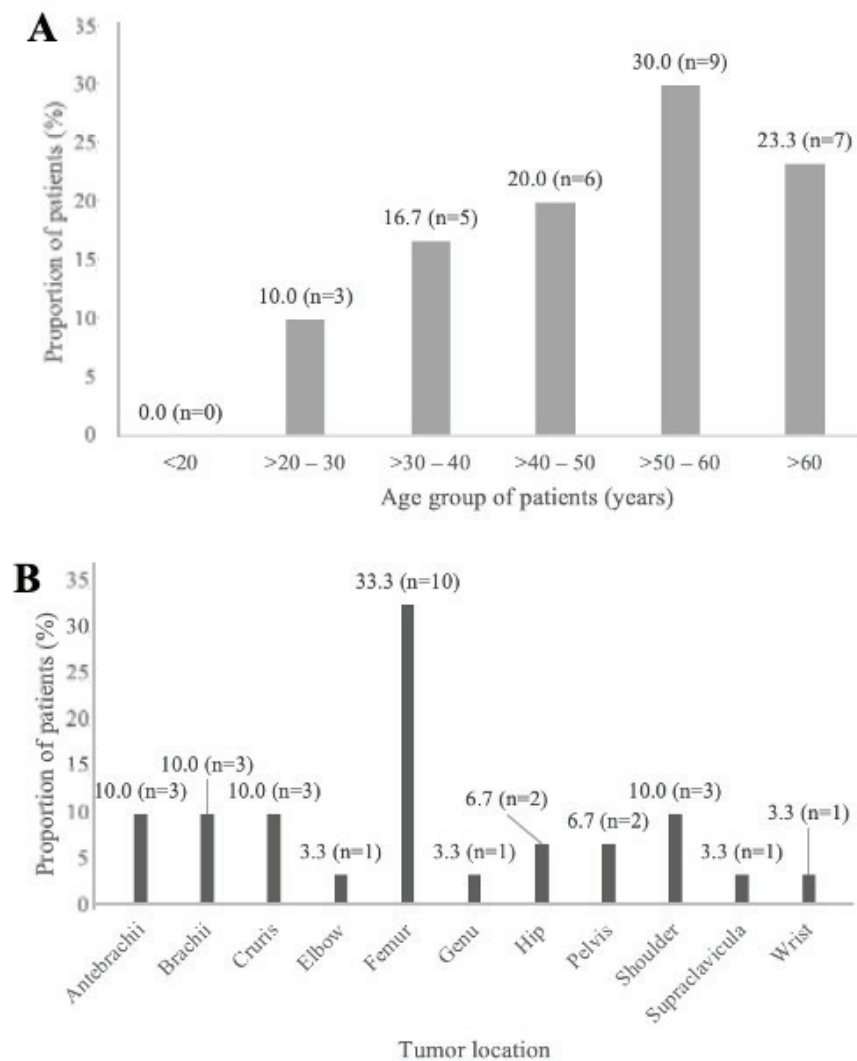 A
Proportion of patients (%)
35
30
25
20
15
10
5
0
0.0 (n=0)
10.0 (n=3)
16.7 (n=5)
20.0 (n=6)
30.0 (n=9)
23.3 (n=7)
<20
>20 – 30
>30 – 40
>40 – 50
>50 – 60
>60
Age group of patients (years)
B
Proportion of patients (%)
35
30
25
20
15
10
5
0
10.0 (n=3)
10.0 (n=3)
10.0 (n=3)
3.3 (n=1)
33.3 (n=10)
3.3 (n=1)
6.7 (n=2)
6.7 (n=2)
10.0 (n=3)
3.3 (n=1)
3.3 (n=1)
Antebrachii
Brachii
Cruris
Elbow
Femur
Genu
Hip
Pelvis
Shoulder
Supraclavicula
Wrist
Tumor location